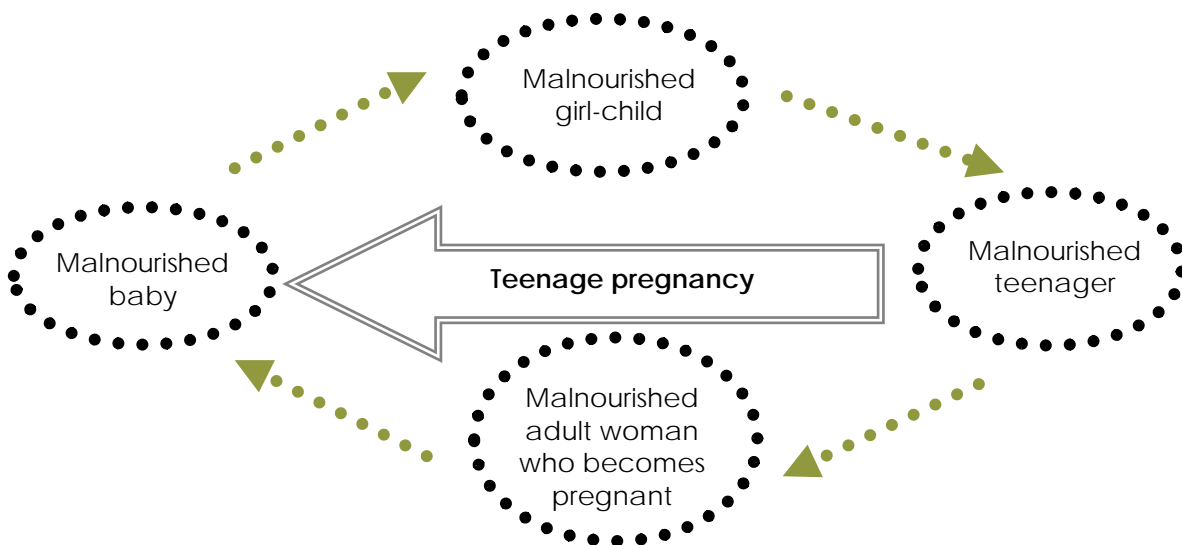 Malnourished
girl-child
Malnourished
teenager
Malnourished
baby
Teenage pregnancy
Malnourished
adult woman
who becomes
pregnant